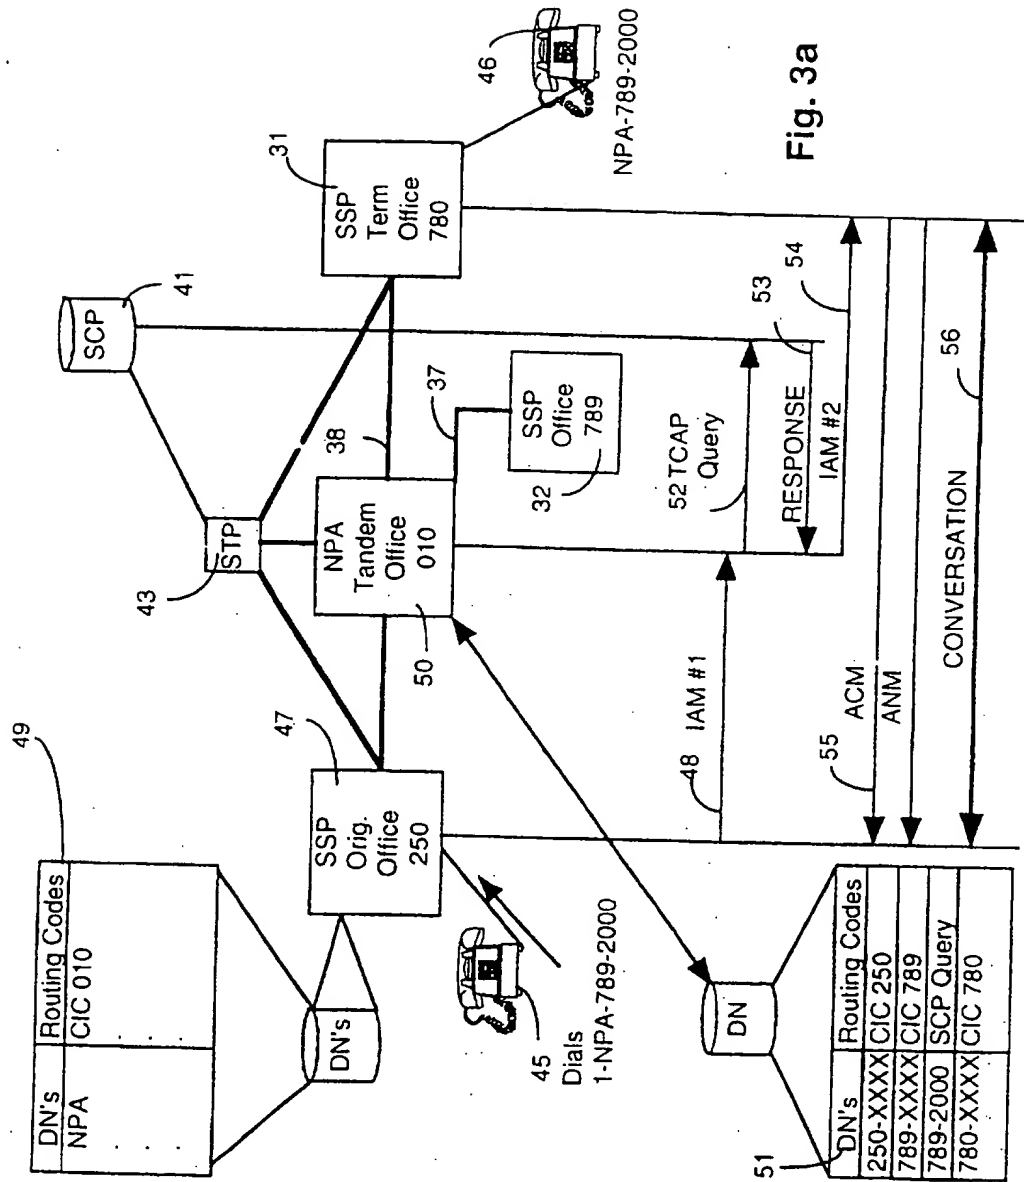 49
DN's Routing Codes
NPA CIC 010
DN's
47
SSP
Orig.
Office
250
45
Dials
1-NPA-789-2000
43
STP
SCP
41
NPA
Tandem
Office
010
50
38
37
SSP
Office
789
32
31
SSP
Term
Office
780
46
NPA-789-2000
DN
51
DN's Routing Codes
250-XXXX CIC 250
789-XXXX CIC 789
789-2000 SCP Query
780-XXXX CIC 780
48 IAM #1
52 TCAP
Query
RESPONSE
53
IAM #2
54
55
ACM
ANM
CONVERSATION
56
Fig. 3a